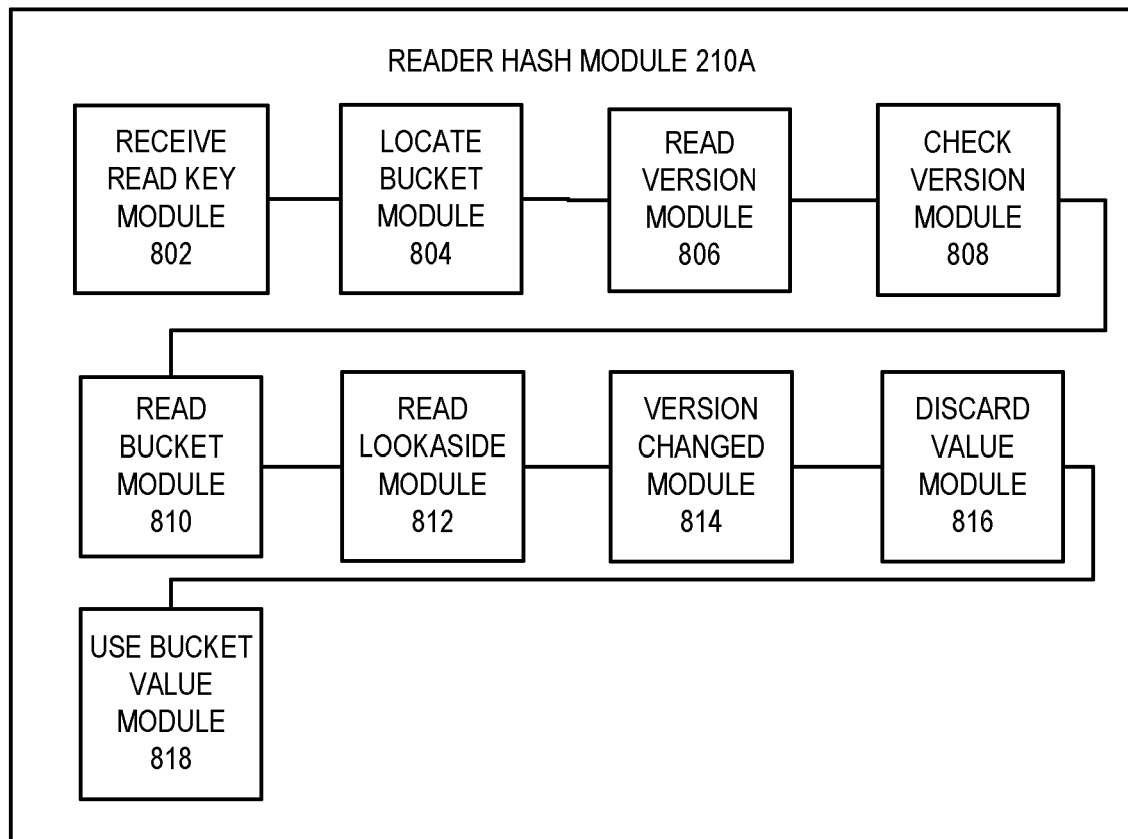 READER HASH MODULE 210A
RECEIVE
READ KEY
MODULE
802
LOCATE
BUCKET
MODULE
804
READ
VERSION
MODULE
806
CHECK
VERSION
MODULE
808
READ
BUCKET
MODULE
810
READ
LOOKASIDE
MODULE
812
VERSION
CHANGED
MODULE
814
DISCARD
VALUE
MODULE
816
USE BUCKET
VALUE
MODULE
818